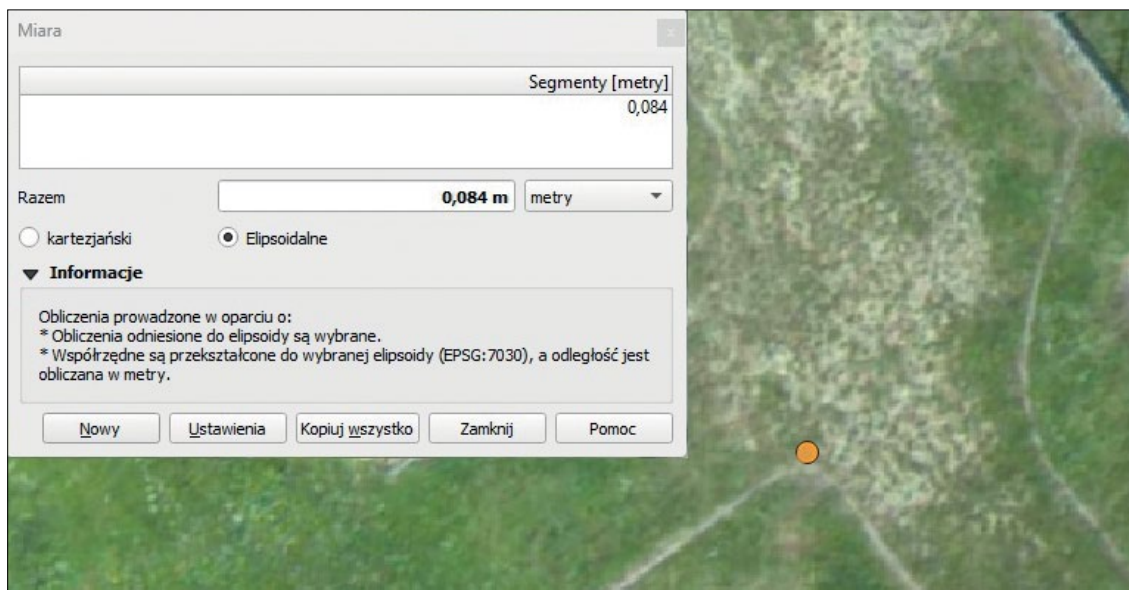 Miara
Segmenty [metry]
0,084
Razem 0,084 m metry
kartezjański Elipsoidalne
Informacje
Obliczenia prowadzone w oparciu o:
* Obliczenia odniesione do elipsoidy są wybrane.
* Współrzędne są przekształcone do wybranej elipsoidy (EPSG:7030), a odległość jest
obliczana w metry.
Nowy Ustawienia Kopiuj wszystko Zamknij Pomoc